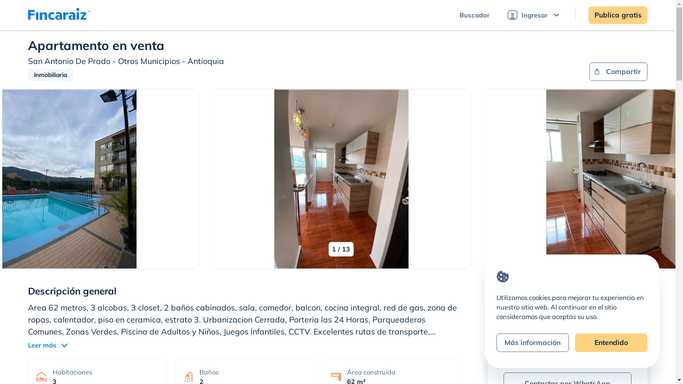 Fincaraiz
Buscador
Ingresar
Publica gratis
Apartamento en venta
San Antonio De Prado - Otros Municipios - Antioquia
Inmobiliaria
Compartir
1 / 13
Descripción general
Area 62 metros, 3 alcobas, 3 closet, 2 baños cabinados, sala, comedor, balcon, cocina integral, red de gas, zona de
ropas, calentador, piso en ceramica, estrato 3. Urbanizacion Cerrada, Porteria las 24 Horas, Parqueaderos
Comunes, Zonas Verdes, Piscina de Adultos y Niños, Juegos Infantiles, CCTV. Excelentes rutas de transporte,...
Leer más
Habitaciones
3
Baños
2
Área construida
62 m²
Utilizamos cookies para mejorar tu experiencia en
nuestro sitio web. Al continuar en el sitio
consideramos que aceptas su uso.
Más información
Entendido
Contactar por WhatsApp